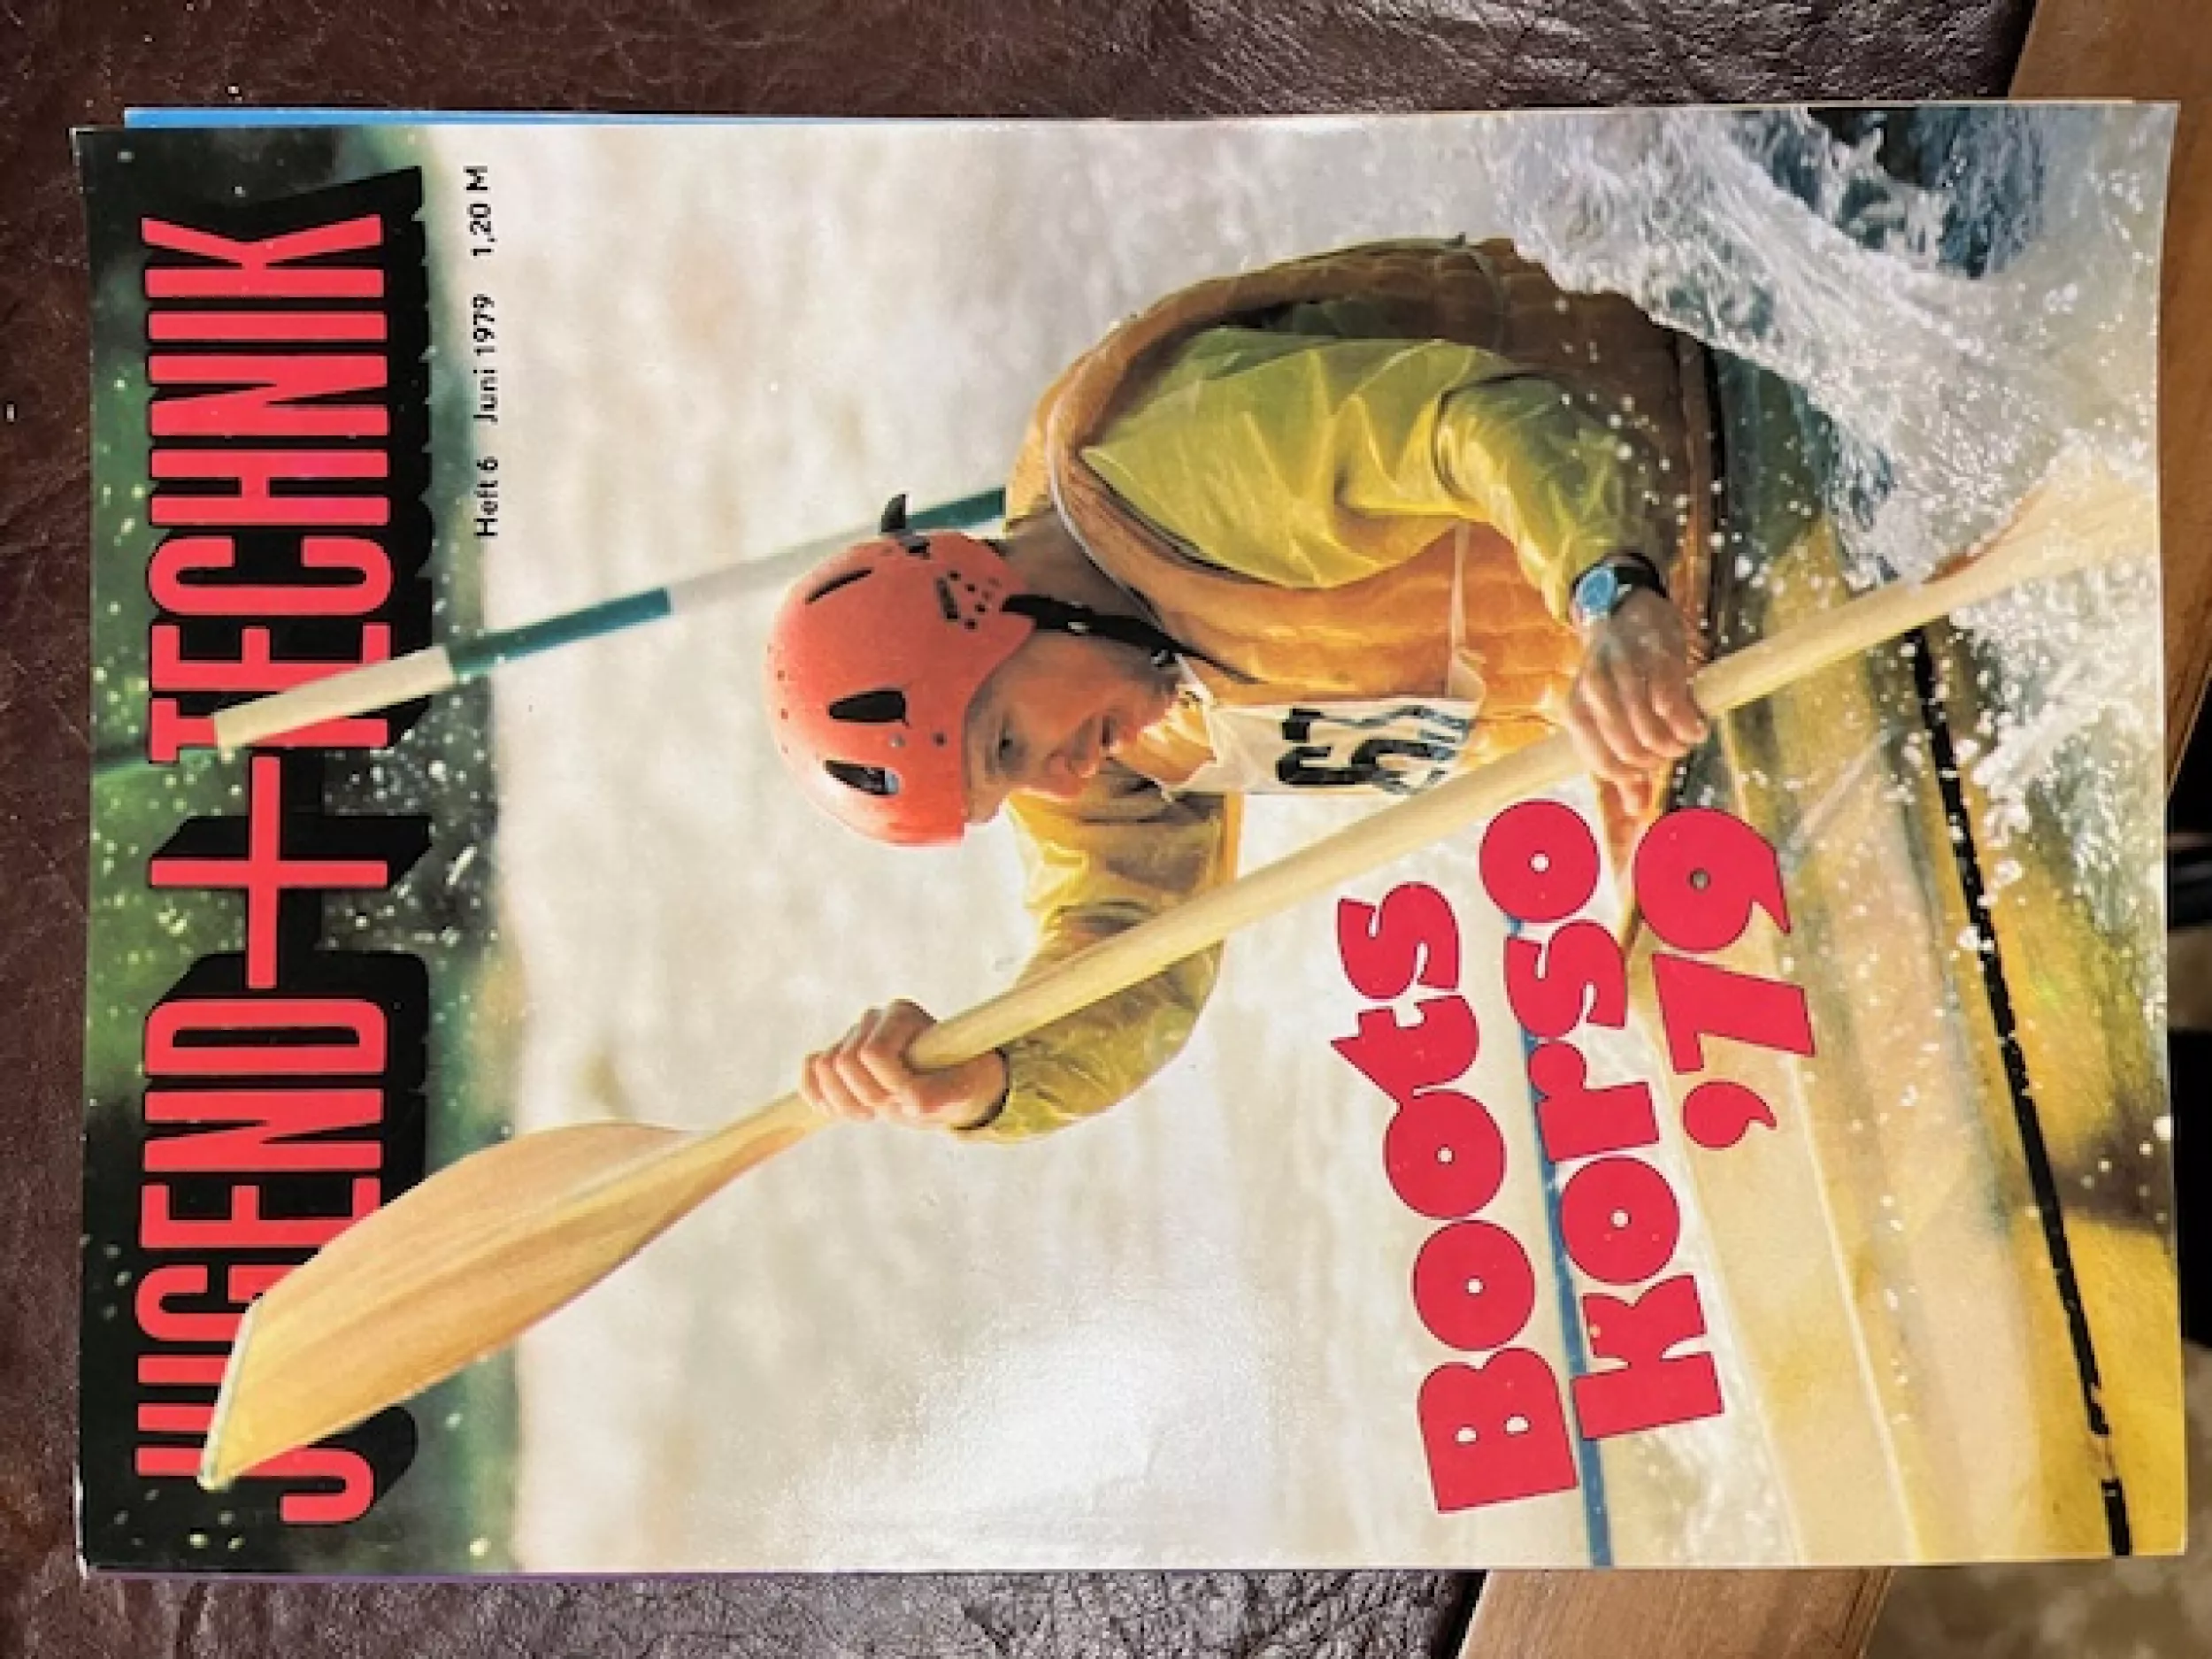 JUGEND+TECHNIK
Heft 6 Juni 1979 1,20 M
Boots
Korso
'79